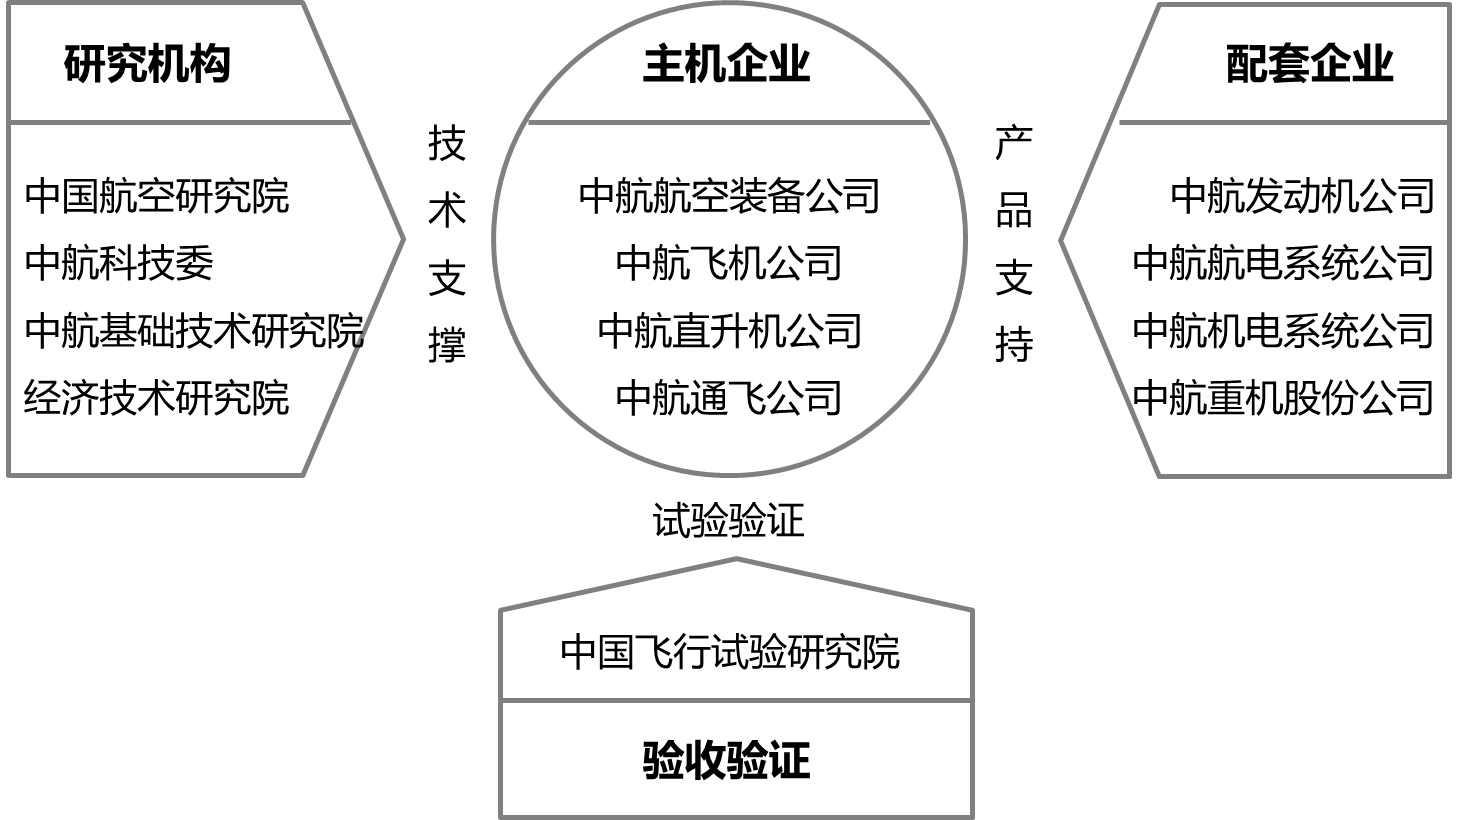 研究机构
中国航空研究院
中航科技委
中航基础技术研究院
经济技术研究院
技术支撑
主机企业
中航航空装备公司
中航飞机公司
中航直升机公司
中航通飞公司
产品支持
配套企业
中航发动机公司
中航航电系统公司
中航机电系统公司
中航重机股份公司
试验验证
中国飞行试验研究院
验收验证